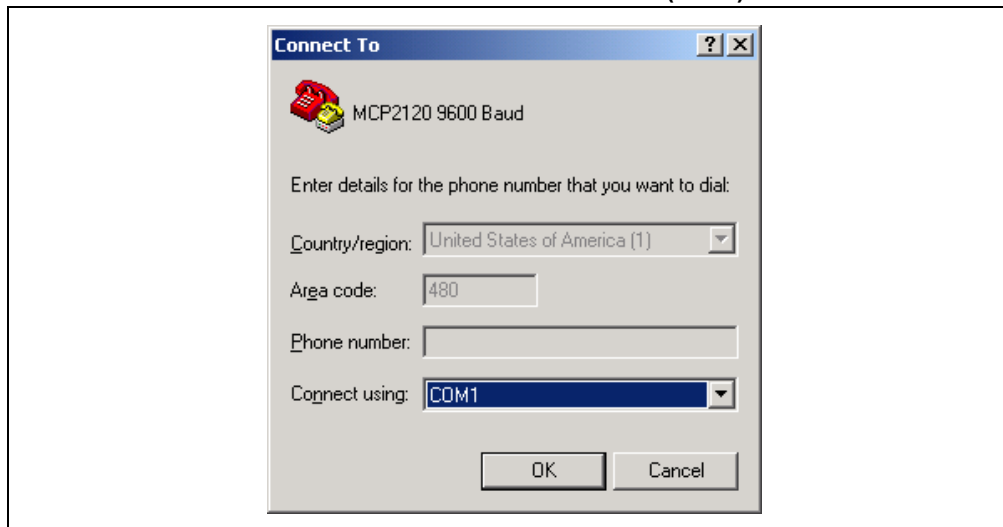 Connect To
MCP2120 9600 Baud
Enter details for the phone number that you want to dial:
Country/region: United States of America (1)
Area code: 480
Phone number:
Connect using: COM1
OK Cancel